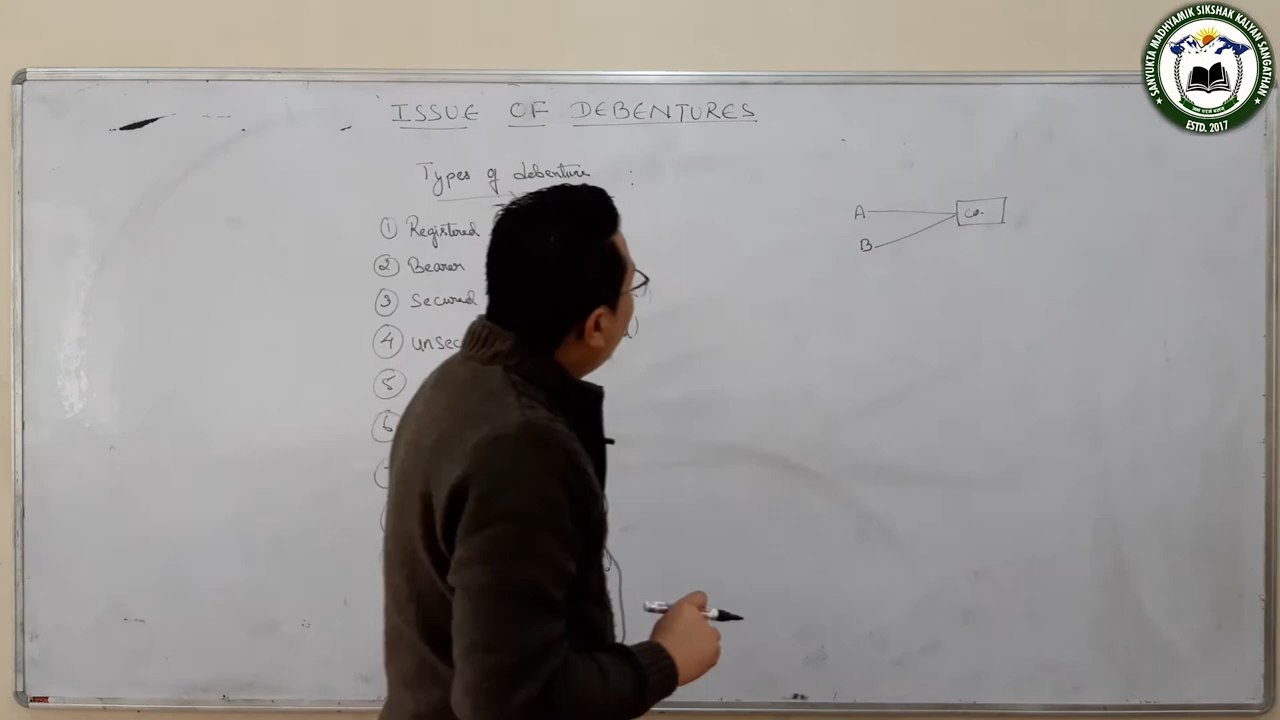 ISSUE OF DEBENTURES
Types of debenture :
① Registered
② Bearer
③ Secured
④ Unsec
⑤
⑥
A
B
co.
SANYUKTA MADHYAMIK SIKSHAK KALYAN SANGATHAN
ESTD. 2017